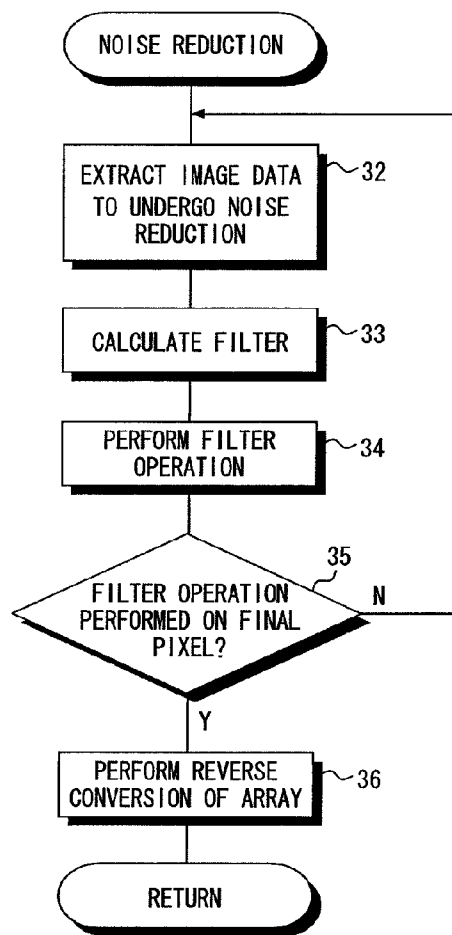 NOISE REDUCTION
EXTRACT IMAGE DATA
TO UNDERGO NOISE
REDUCTION
32
CALCULATE FILTER
33
PERFORM FILTER
OPERATION
34
35
FILTER OPERATION
PERFORMED ON FINAL
PIXEL?
N
Y
PERFORM REVERSE
CONVERSION OF ARRAY
36
RETURN